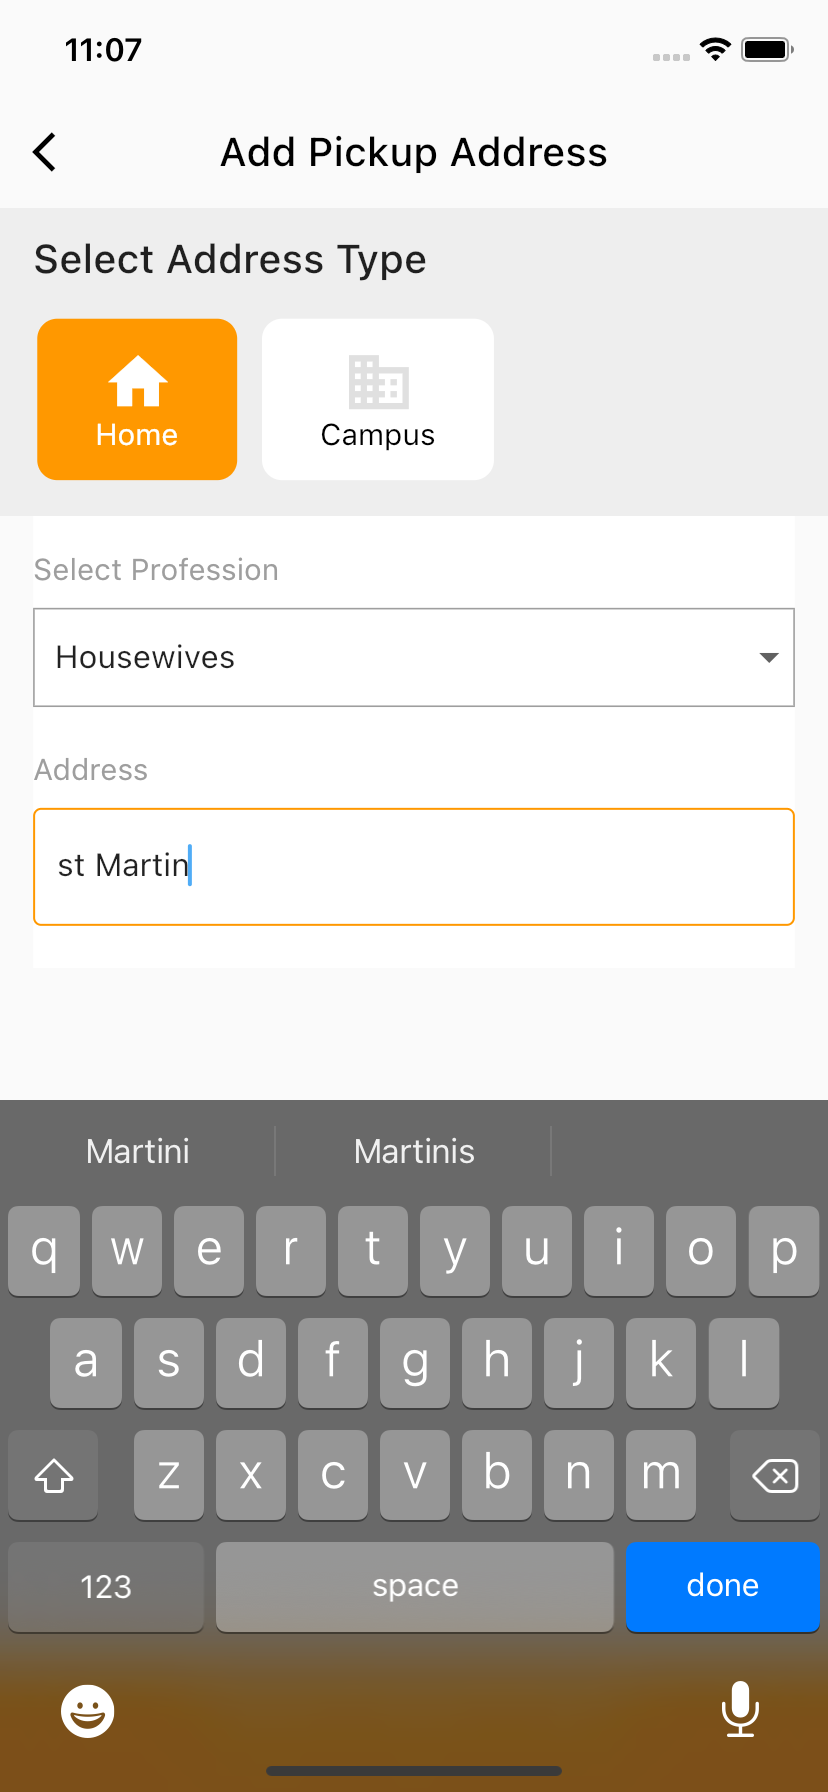 11:07
Add Pickup Address
Select Address Type
Home Campus
Select Profession
Housewives
Address
st Martin
Martini Martinis
q w e r t y u i o p
a s d f g h j k l
z x c v b n m
123 space done